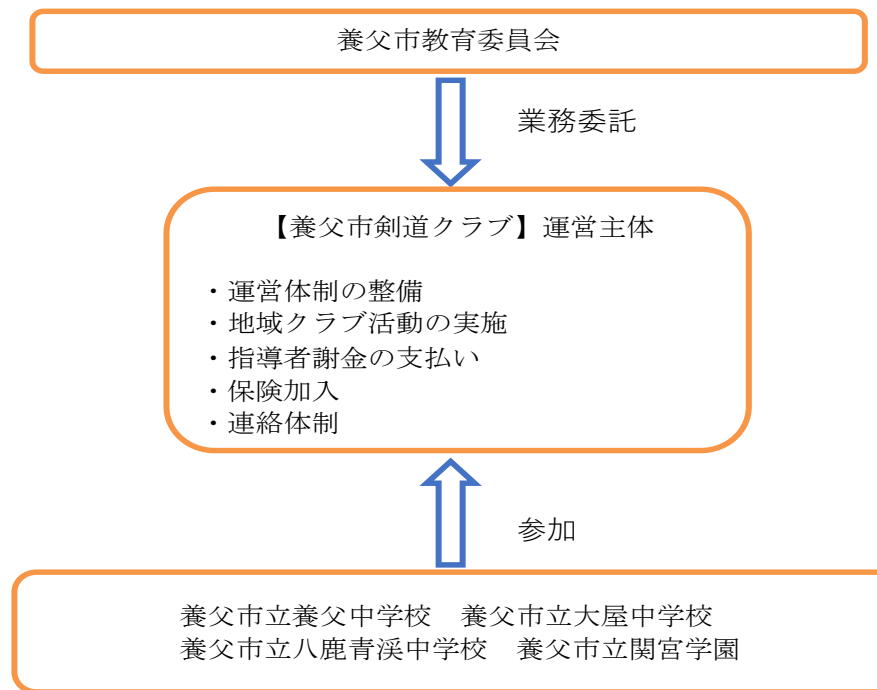 養父市教育委員会
業務委託
【養父市剣道クラブ】運営主体
・運営体制の整備
・地域クラブ活動の実施
・指導者謝金の支払い
・保険加入
・連絡体制
参加
養父市立養父中学校　養父市立大屋中学校
養父市立八鹿青渓中学校　養父市立関宮学園